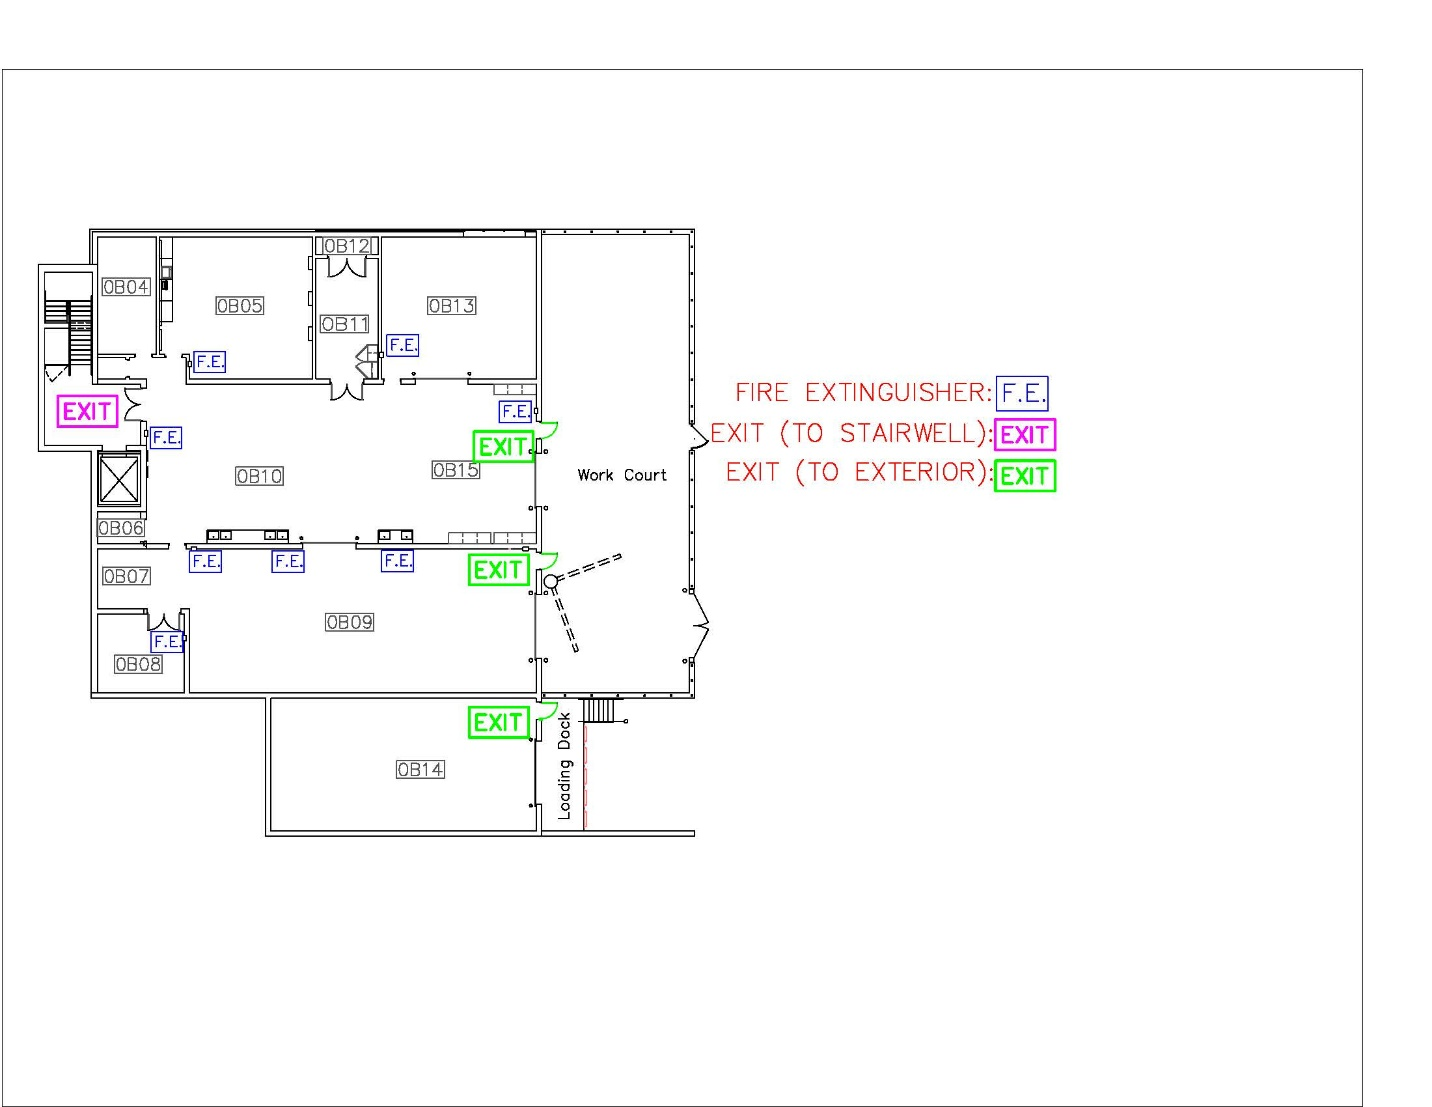 0B12
0B04
0B05
0B13
0B11
F.E.
F.E.
EXIT
F.E.
F.E.
EXIT
0B15
0B10
Work Court
0B06
F.E.
F.E.
F.E.
EXIT
0B07
0B09
F.E.
0B08
EXIT
0B14
Loading Dock
FIRE EXTINGUISHER: F.E.
EXIT (TO STAIRWELL): EXIT
EXIT (TO EXTERIOR): EXIT